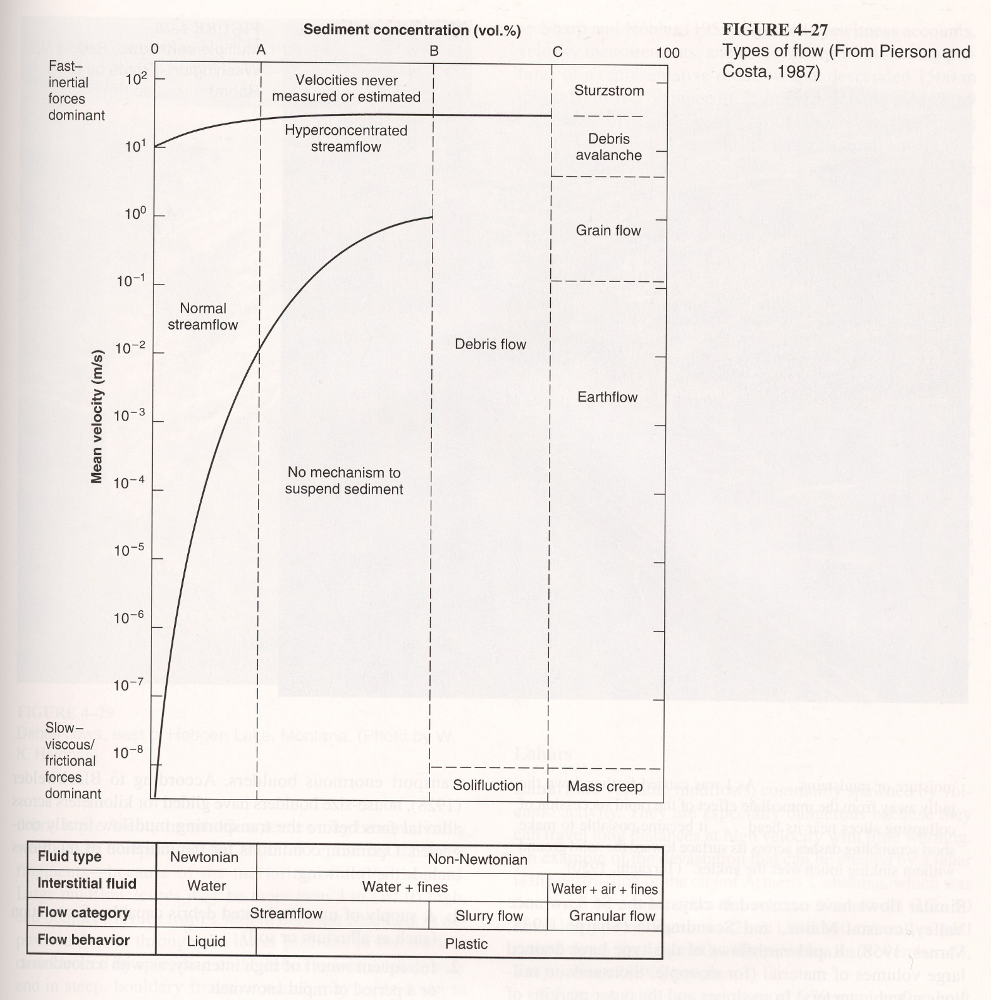 Sediment concentration (vol.%)
FIGURE 4–27
Types of flow (From Pierson and
Costa, 1987)
0 A B C 100
Fast–
inertial
forces
dominant
10²
10¹
10⁰
10⁻¹
10⁻²
10⁻³
10⁻⁴
10⁻⁵
10⁻⁶
10⁻⁷
10⁻⁸
Mean velocity (m/s)
Slow–
viscous/
frictional
forces
dominant
Velocities never
measured or estimated
Hyperconcentrated
streamflow
Normal
streamflow
No mechanism to
suspend sediment
Debris flow
Sturzstrom
Debris
avalanche
Grain flow
Earthflow
Solifluction
Mass creep
Fluid type Newtonian Non-Newtonian
Interstitial fluid Water Water + fines Water + air + fines
Flow category Streamflow Slurry flow Granular flow
Flow behavior Liquid Plastic